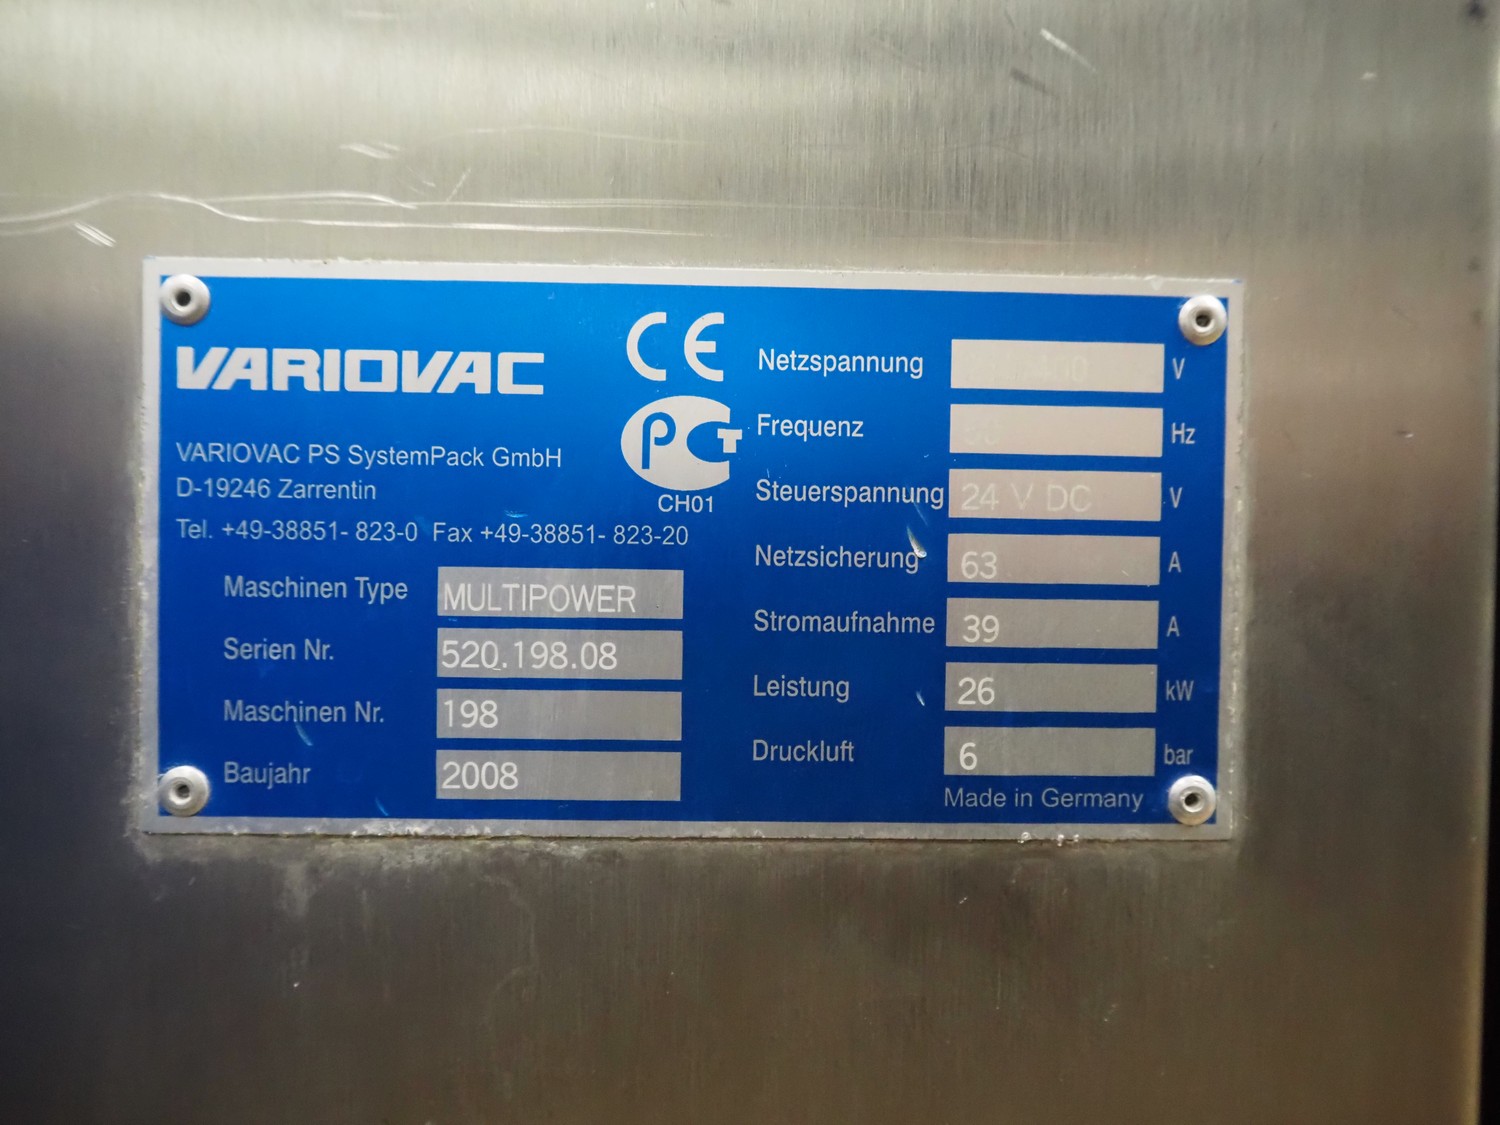 VARIOVAC
VARIOVAC PS SystemPack GmbH
D-19246 Zarrentin
Tel. +49-38851- 823-0 Fax +49-38851- 823-20
CE
PCT
CH01
Maschinen Type MULTIPOWER
Serien Nr. 520.198.08
Maschinen Nr. 198
Baujahr 2008
Netzspannung V
Frequenz Hz
Steuerspannung 24 V DC V
Netzsicherung 63 A
Stromaufnahme 39 A
Leistung 26 kW
Druckluft 6 bar
Made in Germany